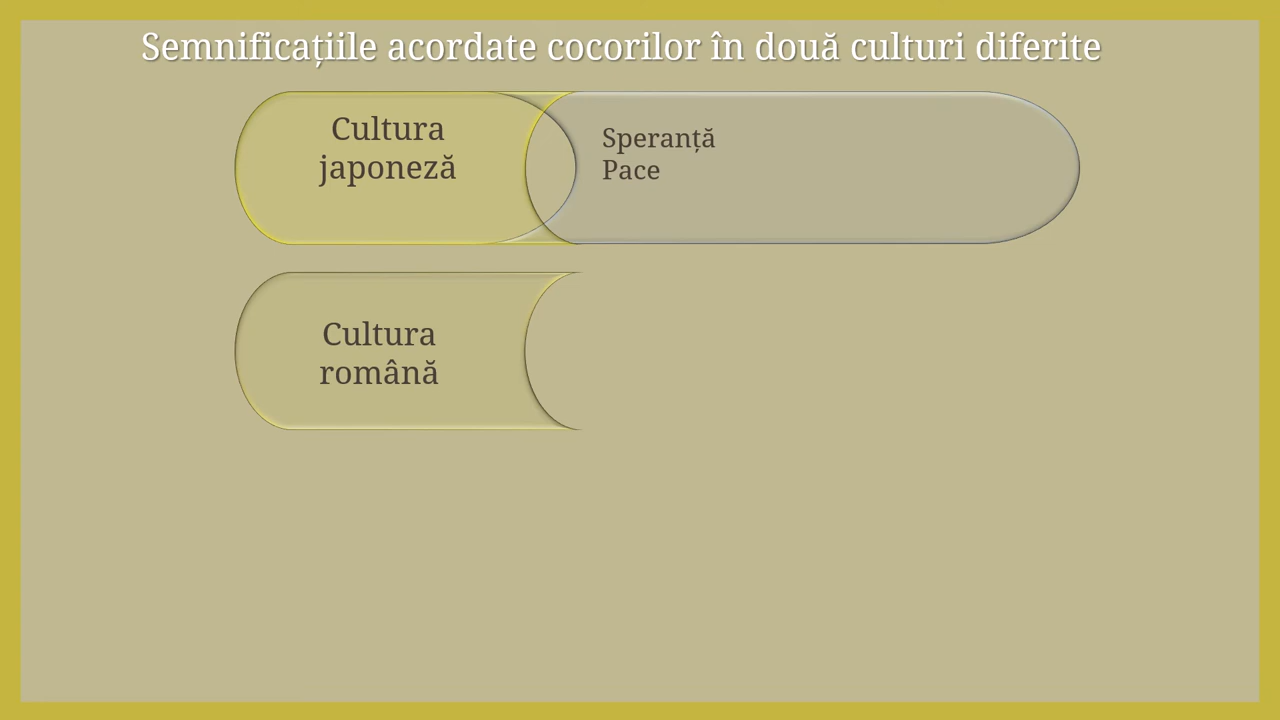 Semnificațiile acordate cocorilor în două culturi diferite
Cultura
japoneză
Speranță
Pace
Cultura
română